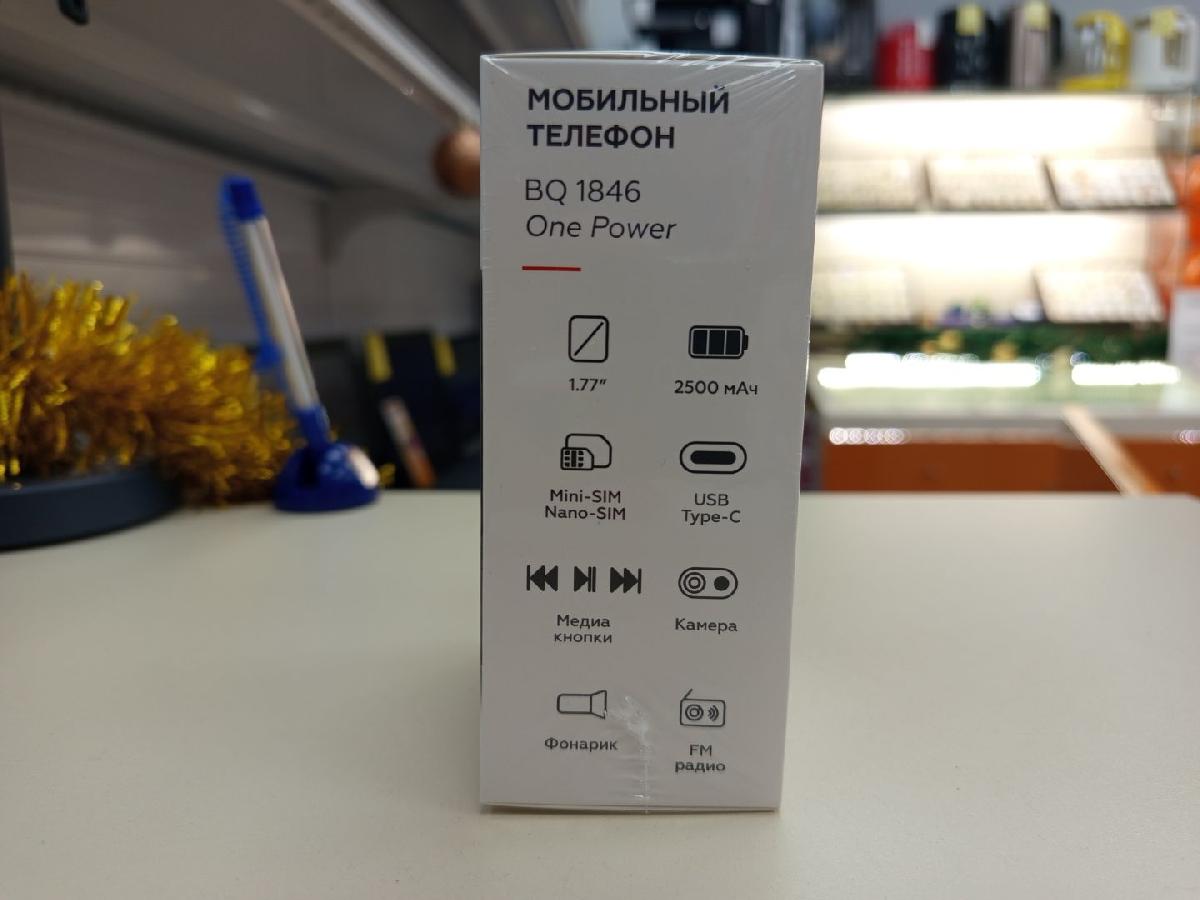 МОБИЛЬНЫЙ
ТЕЛЕФОН
BQ 1846
One Power
1.77"
2500 мАч
Mini-SIM
Nano-SIM
USB
Type-C
Медиа
кнопки
Камера
Фонарик
FM
радио